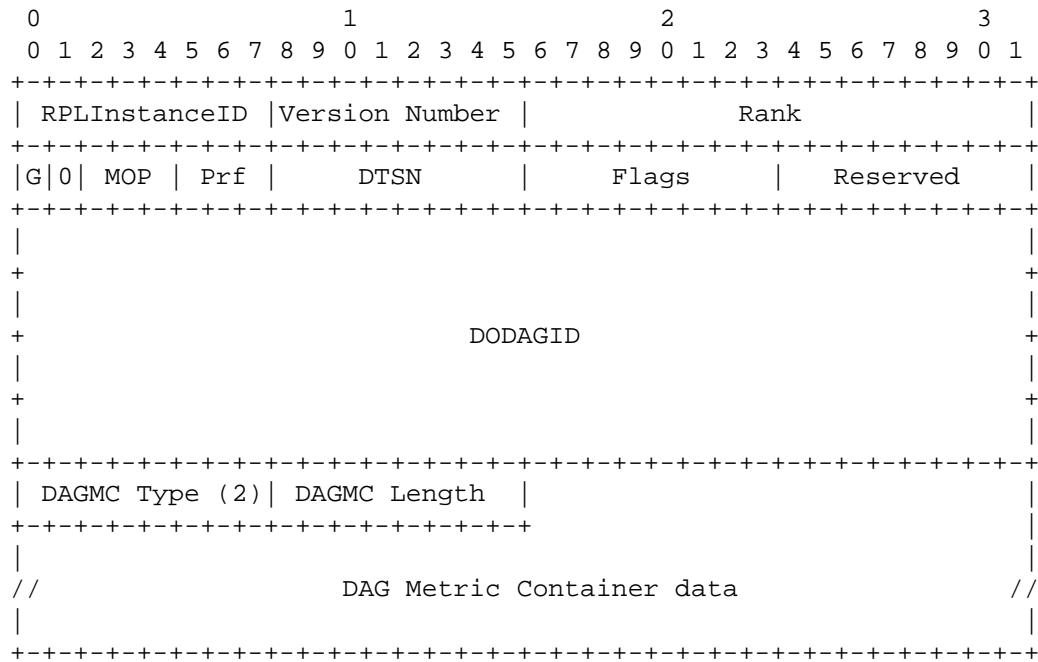 0                   1                   2                   3
 0 1 2 3 4 5 6 7 8 9 0 1 2 3 4 5 6 7 8 9 0 1 2 3 4 5 6 7 8 9 0 1
+-+-+-+-+-+-+-+-+-+-+-+-+-+-+-+-+-+-+-+-+-+-+-+-+-+-+-+-+-+-+-+-+
| RPLInstanceID |Version Number |             Rank              |
+-+-+-+-+-+-+-+-+-+-+-+-+-+-+-+-+-+-+-+-+-+-+-+-+-+-+-+-+-+-+-+-+
|G|0| MOP | Prf |     DTSN      |     Flags     |   Reserved    |
+-+-+-+-+-+-+-+-+-+-+-+-+-+-+-+-+-+-+-+-+-+-+-+-+-+-+-+-+-+-+-+-+
|                                                               |
+                                                               +
|                                                               |
+                            DODAGID                            +
|                                                               |
+                                                               +
|                                                               |
+-+-+-+-+-+-+-+-+-+-+-+-+-+-+-+-+-+-+-+-+-+-+-+-+-+-+-+-+-+-+-+-+
| DAGMC Type (2)| DAGMC Length  |                               |
+-+-+-+-+-+-+-+-+-+-+-+-+-+-+-+-+                               |
|                                                               |
//                   DAG Metric Container data                 //
|                                                               |
+-+-+-+-+-+-+-+-+-+-+-+-+-+-+-+-+-+-+-+-+-+-+-+-+-+-+-+-+-+-+-+-+